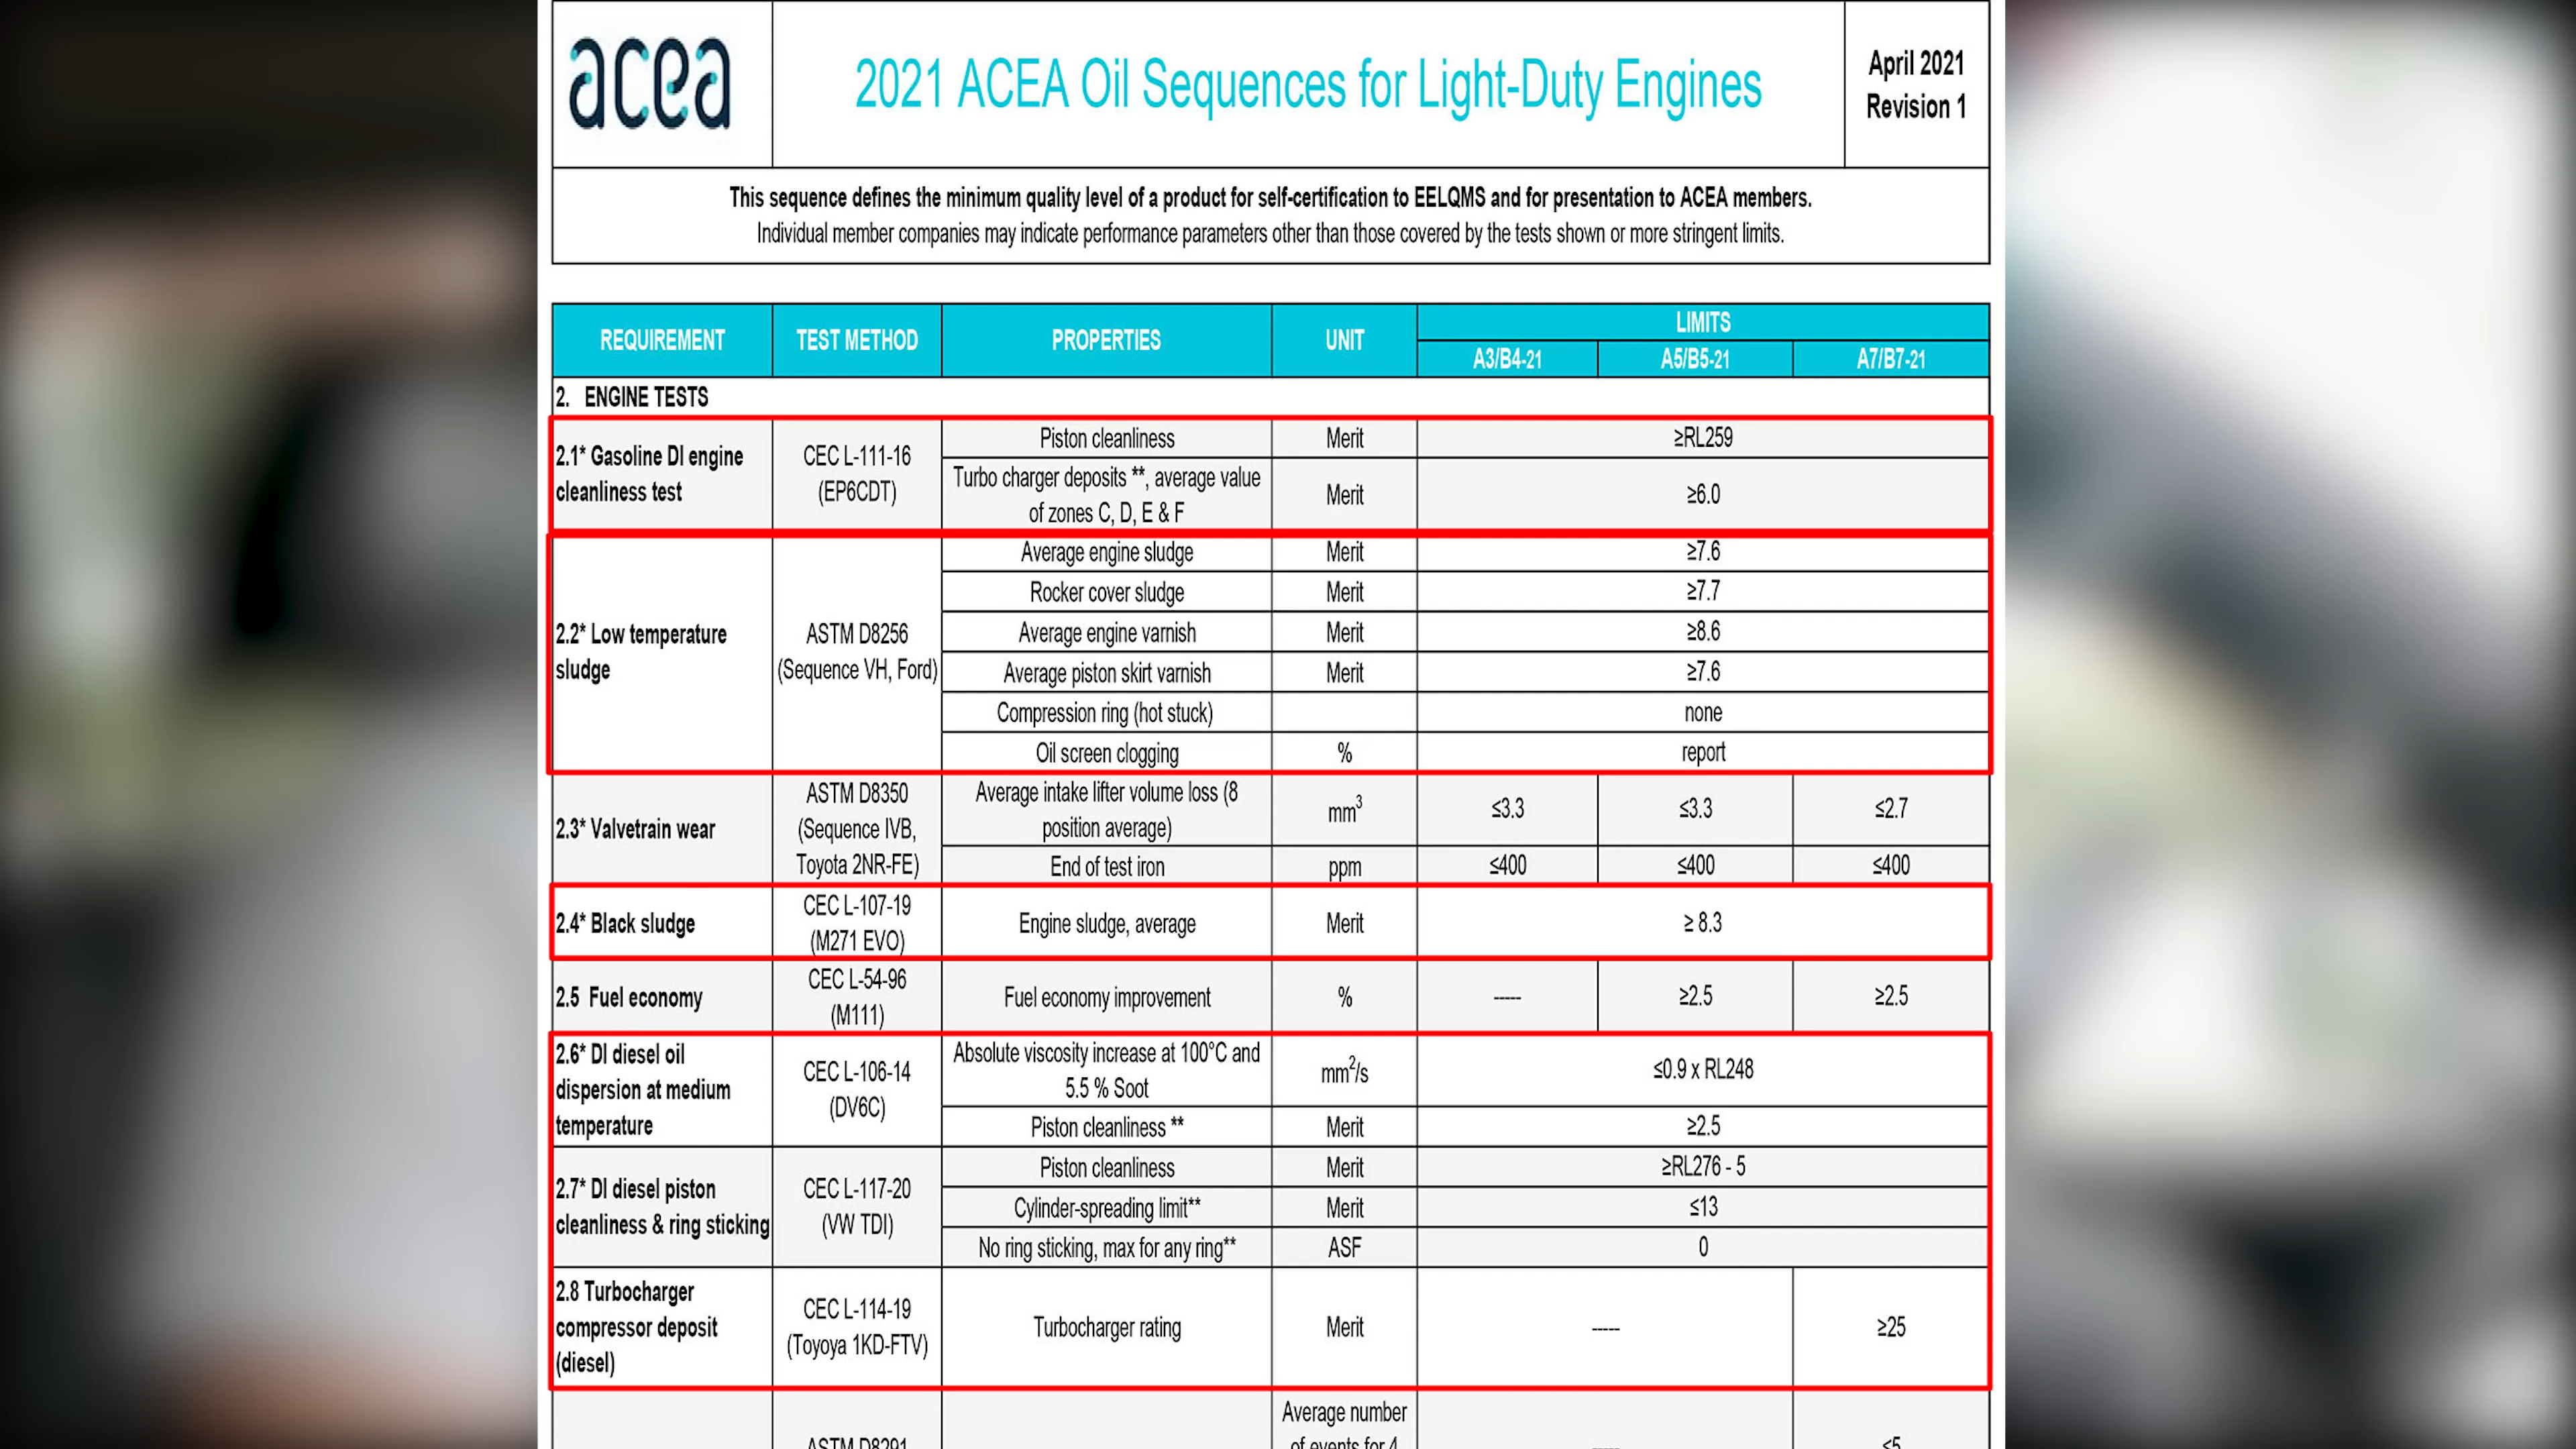 acea
2021 ACEA Oil Sequences for Light-Duty Engines
April 2021
Revision 1
This sequence defines the minimum quality level of a product for self-certification to EELQMS and for presentation to ACEA members.
Individual member companies may indicate performance parameters other than those covered by the tests shown or more stringent limits.
REQUIREMENT
TEST METHOD
PROPERTIES
UNIT
LIMITS
A3/B4-21
A5/B5-21
A7/B7-21
2. ENGINE TESTS
2.1* Gasoline DI engine
cleanliness test
CEC L-111-16
(EP6CDT)
Piston cleanliness
Merit
≥RL259
Turbo charger deposits **, average value
of zones C, D, E & F
Merit
≥6.0
2.2* Low temperature
sludge
ASTM D8256
(Sequence VH, Ford)
Average engine sludge
Merit
≥7.6
Rocker cover sludge
Merit
≥7.7
Average engine varnish
Merit
≥8.6
Average piston skirt varnish
Merit
≥7.6
Compression ring (hot stuck)
none
Oil screen clogging
%
report
2.3* Valvetrain wear
ASTM D8350
(Sequence IVB,
Toyota 2NR-FE)
Average intake lifter volume loss (8
position average)
mm³
≤3.3
≤3.3
≤2.7
End of test iron
ppm
≤400
≤400
≤400
2.4* Black sludge
CEC L-107-19
(M271 EVO)
Engine sludge, average
Merit
≥ 8.3
2.5 Fuel economy
CEC L-54-96
(M111)
Fuel economy improvement
%
-----
≥2.5
≥2.5
2.6* DI diesel oil
dispersion at medium
temperature
CEC L-106-14
(DV6C)
Absolute viscosity increase at 100°C and
5.5 % Soot
mm²/s
≤0.9 x RL248
Piston cleanliness **
Merit
≥2.5
2.7* DI diesel piston
cleanliness & ring sticking
CEC L-117-20
(VW TDI)
Piston cleanliness
Merit
≥RL276 - 5
Cylinder-spreading limit**
Merit
≤13
No ring sticking, max for any ring**
ASF
0
2.8 Turbocharger
compressor deposit
(diesel)
CEC L-114-19
(Toyoya 1KD-FTV)
Turbocharger rating
Merit
-----
≥25
ASTM D8291
Average number
of events for 4
-----
≤5